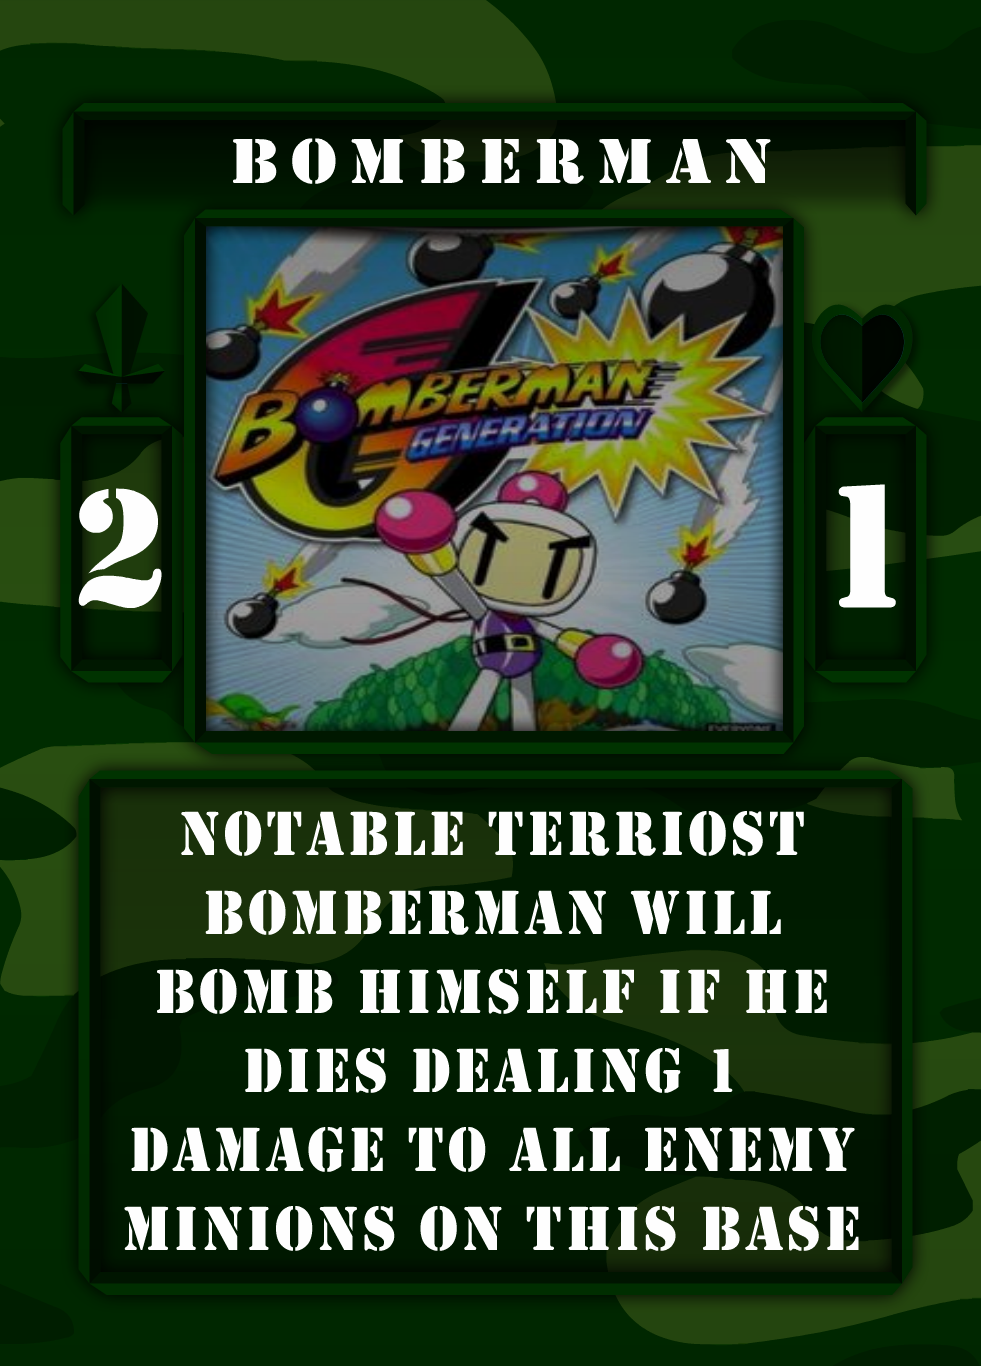 BOMBERMAN
BOMBERMAN
GENERATION
2
1
EVERYONE
NOTABLE TERRIOST
BOMBERMAN WILL
BOMB HIMSELF IF HE
DIES DEALING 1
DAMAGE TO ALL ENEMY
MINIONS ON THIS BASE